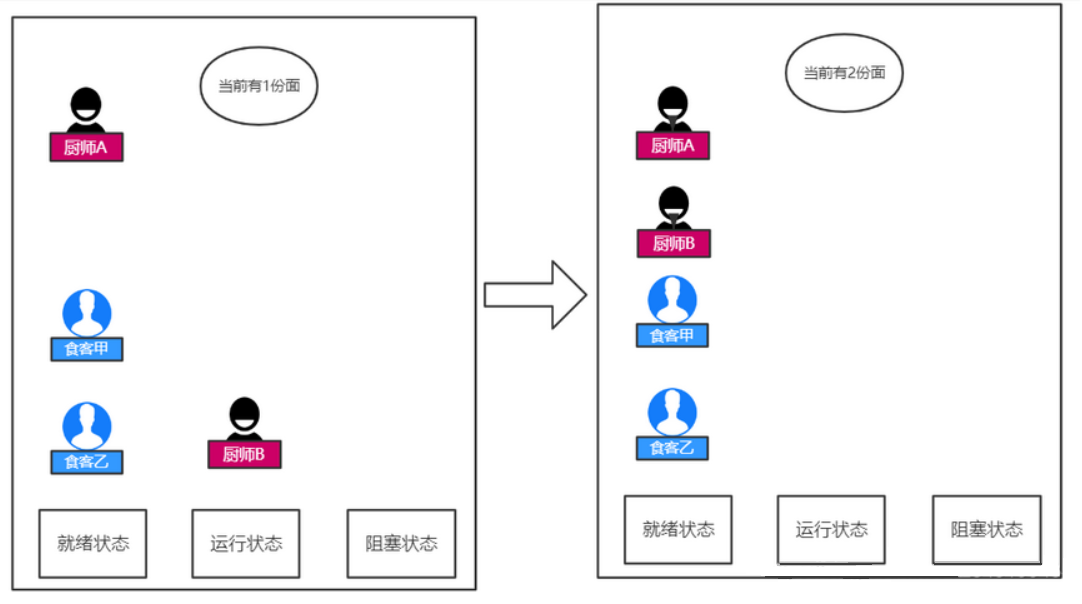 当前有1份面
厨师A
食客甲
食客乙
厨师B
就绪状态
运行状态
阻塞状态
当前有2份面
厨师A
厨师B
食客甲
食客乙
就绪状态
运行状态
阻塞状态